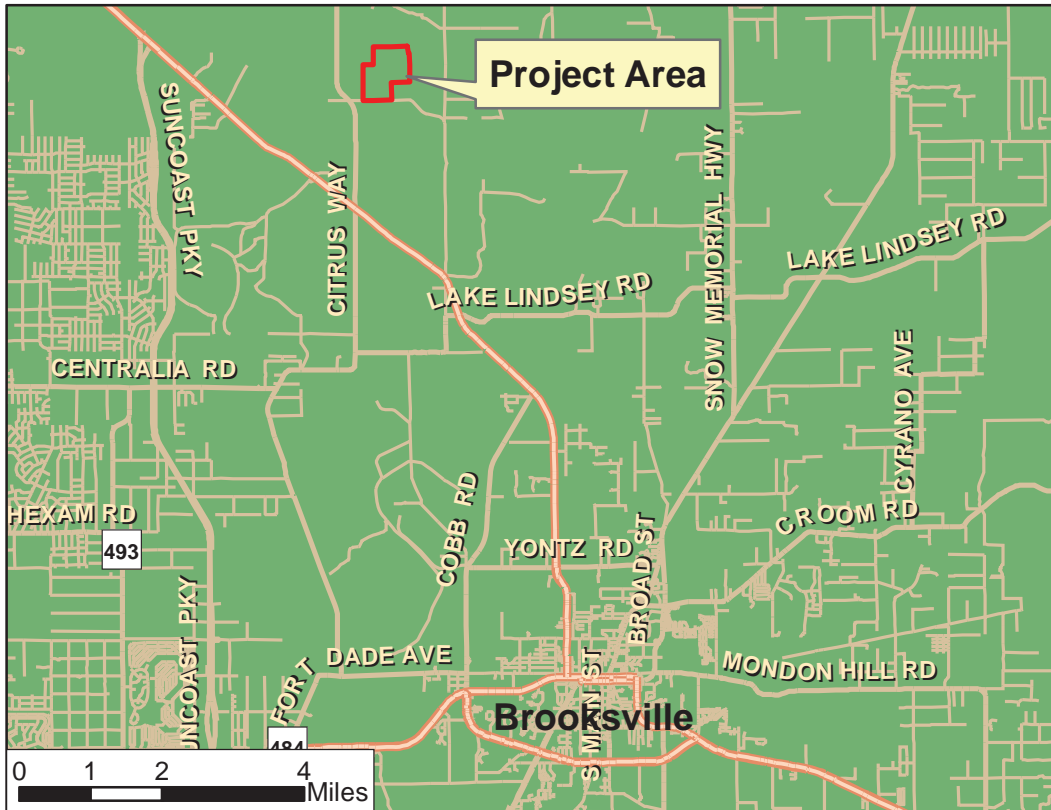 Project Area
SUNCOAST PKY
CITRUS WAY
SNOW MEMORIAL HWY
LAKE LINDSEY RD
LAKE LINDSEY RD
CENTRALIA RD
CYRANO AVE
HEXAM RD
493
COBB RD
YONTZ RD
BROAD ST
CROOM RD
UNCOAST PKY
FORT
DADE AVE
MONDON HILL RD
S MAIN ST
Brooksville
484
0 1 2 4
Miles